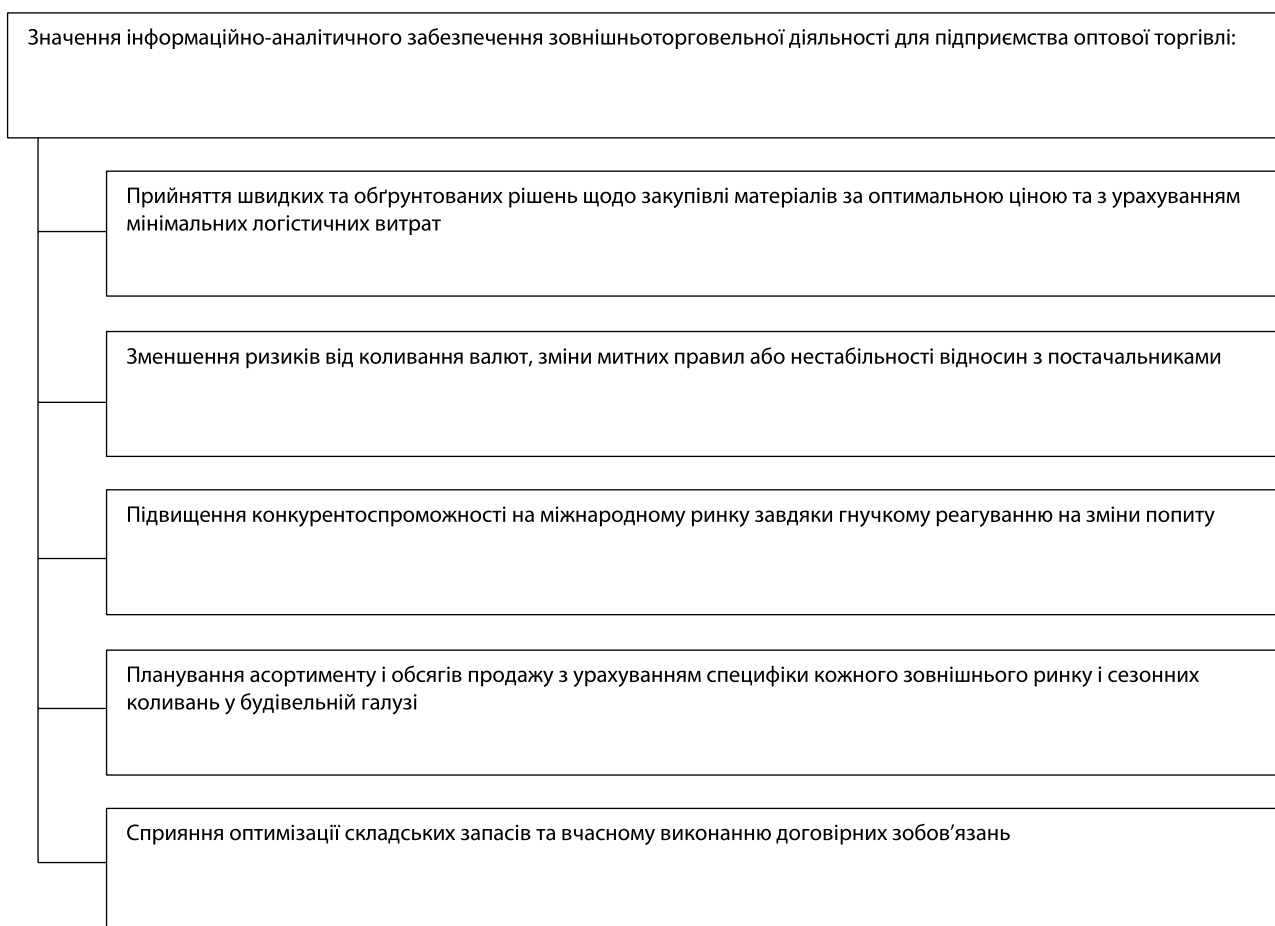 Значення інформаційно-аналітичного забезпечення зовнішньоторговельної діяльності для підприємства оптової торгівлі:
Прийняття швидких та обґрунтованих рішень щодо закупівлі матеріалів за оптимальною ціною та з урахуванням
мінімальних логістичних витрат
Зменшення ризиків від коливання валют, зміни митних правил або нестабільності відносин з постачальниками
Підвищення конкурентоспроможності на міжнародному ринку завдяки гнучкому реагуванню на зміни попиту
Планування асортименту і обсягів продажу з урахуванням специфіки кожного зовнішнього ринку і сезонних
коливань у будівельній галузі
Сприяння оптимізації складських запасів та вчасному виконанню договірних зобов’язань